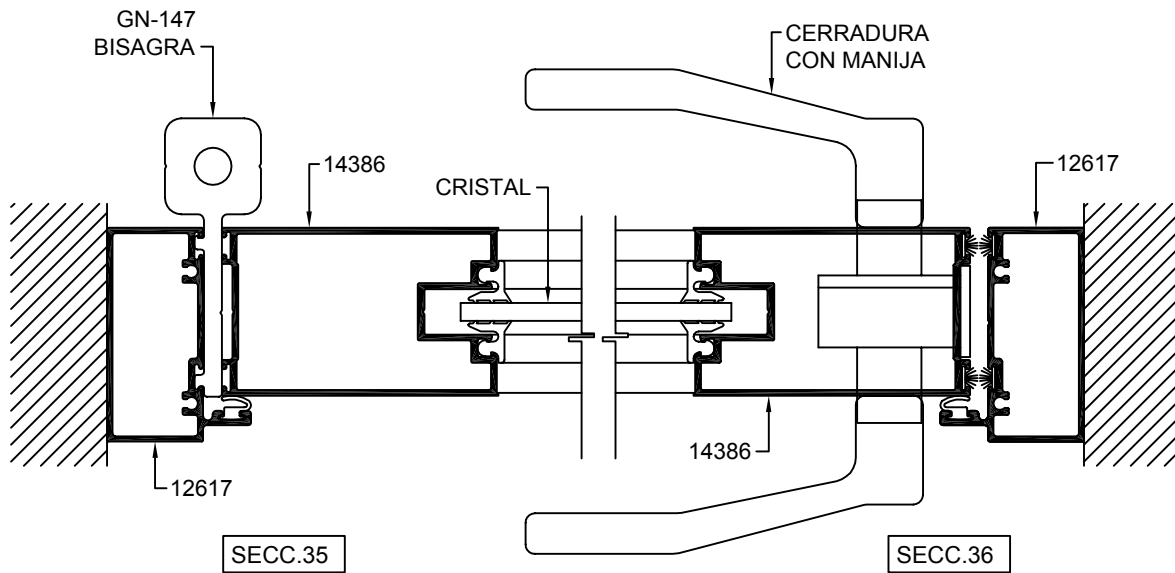 GN-147
BISAGRA
CERRADURA
CON MANIJA
14386
CRISTAL
12617
14386
12617
SECC.35
SECC.36